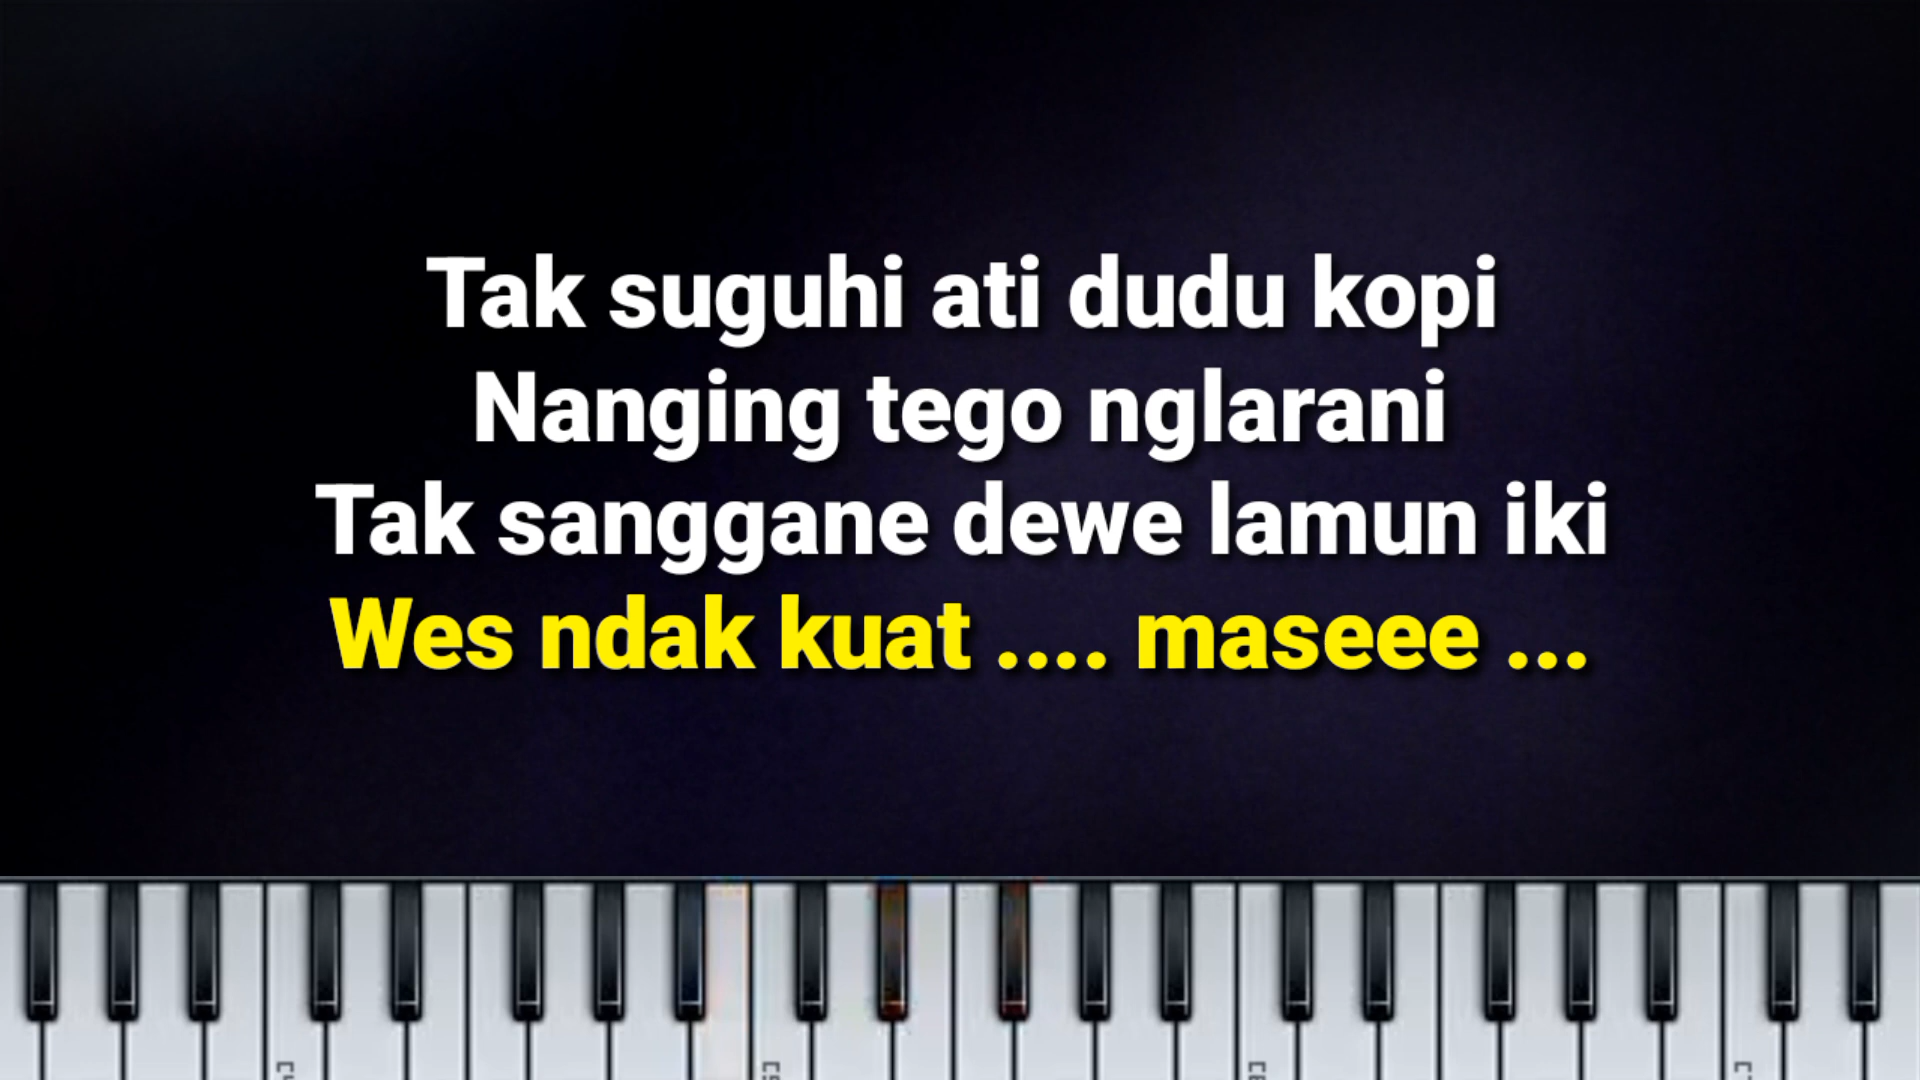 Tak suguhi ati dudu kopi
Nanging tego nglarani
Tak sanggane dewe lamun iki
Wes ndak kuat .... maseee ...